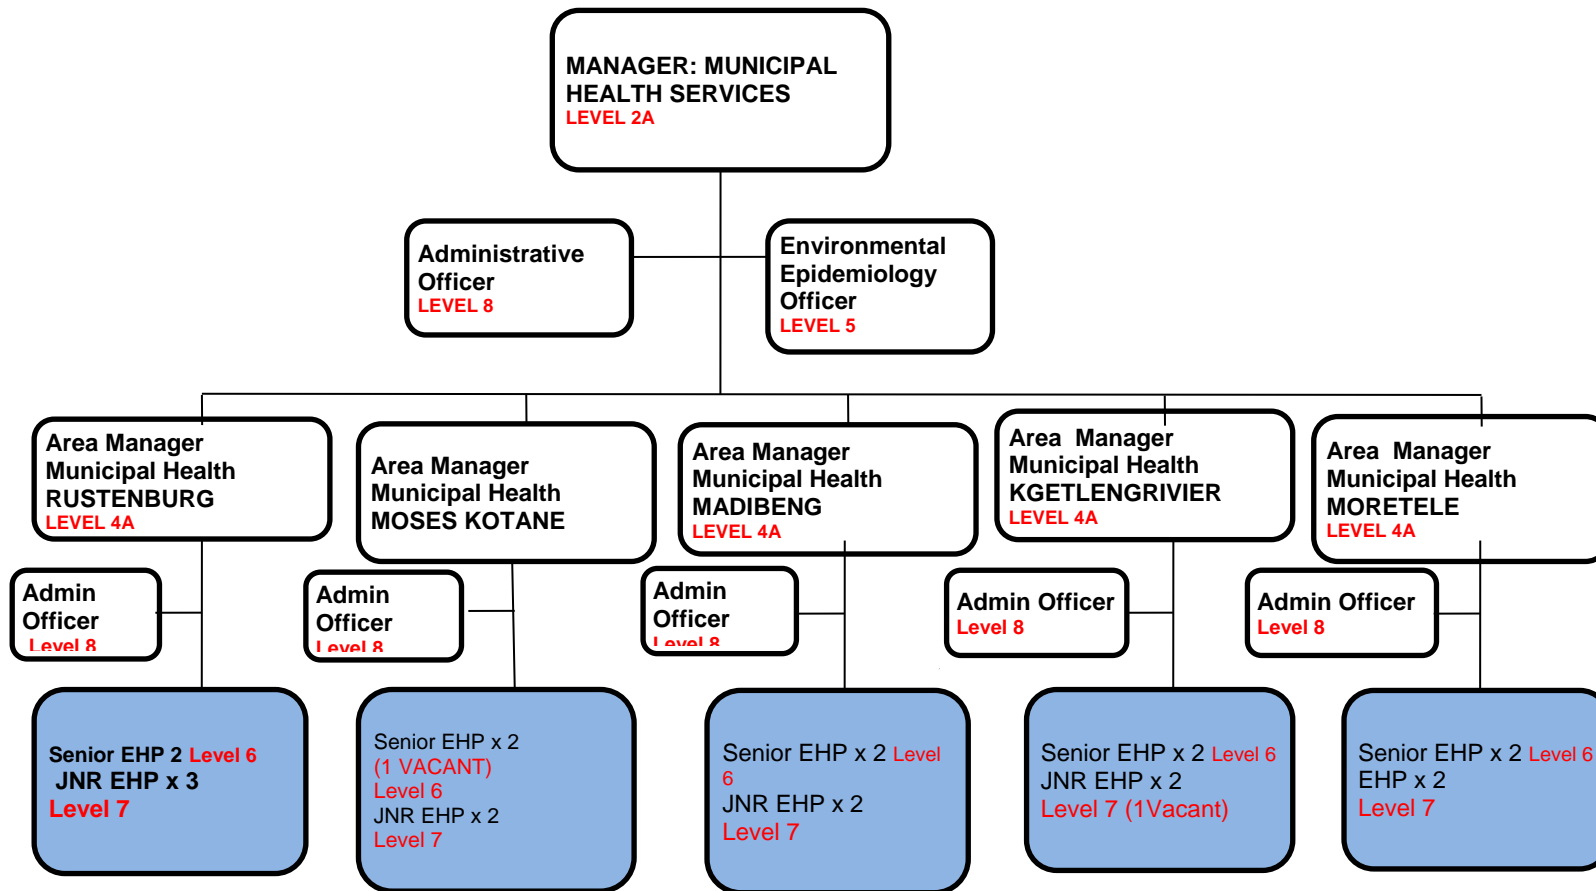 MANAGER: MUNICIPAL
HEALTH SERVICES
LEVEL 2A
Administrative
Officer
LEVEL 8
Environmental
Epidemiology
Officer
LEVEL 5
Area Manager
Municipal Health
RUSTENBURG
LEVEL 4A
Area Manager
Municipal Health
MOSES KOTANE
Area Manager
Municipal Health
MADIBENG
LEVEL 4A
Area Manager
Municipal Health
KGETLENGRIVIER
LEVEL 4A
Area Manager
Municipal Health
MORETELE
LEVEL 4A
Admin
Officer
Level 8
Admin
Officer
Level 8
Admin
Officer
Level 8
Admin Officer
Level 8
Admin Officer
Level 8
Senior EHP 2 Level 6
JNR EHP x 3
Level 7
Senior EHP x 2
(1 VACANT)
Level 6
JNR EHP x 2
Level 7
Senior EHP x 2 Level
6
JNR EHP x 2
Level 7
Senior EHP x 2 Level 6
JNR EHP x 2
Level 7 (1Vacant)
Senior EHP x 2 Level 6
EHP x 2
Level 7